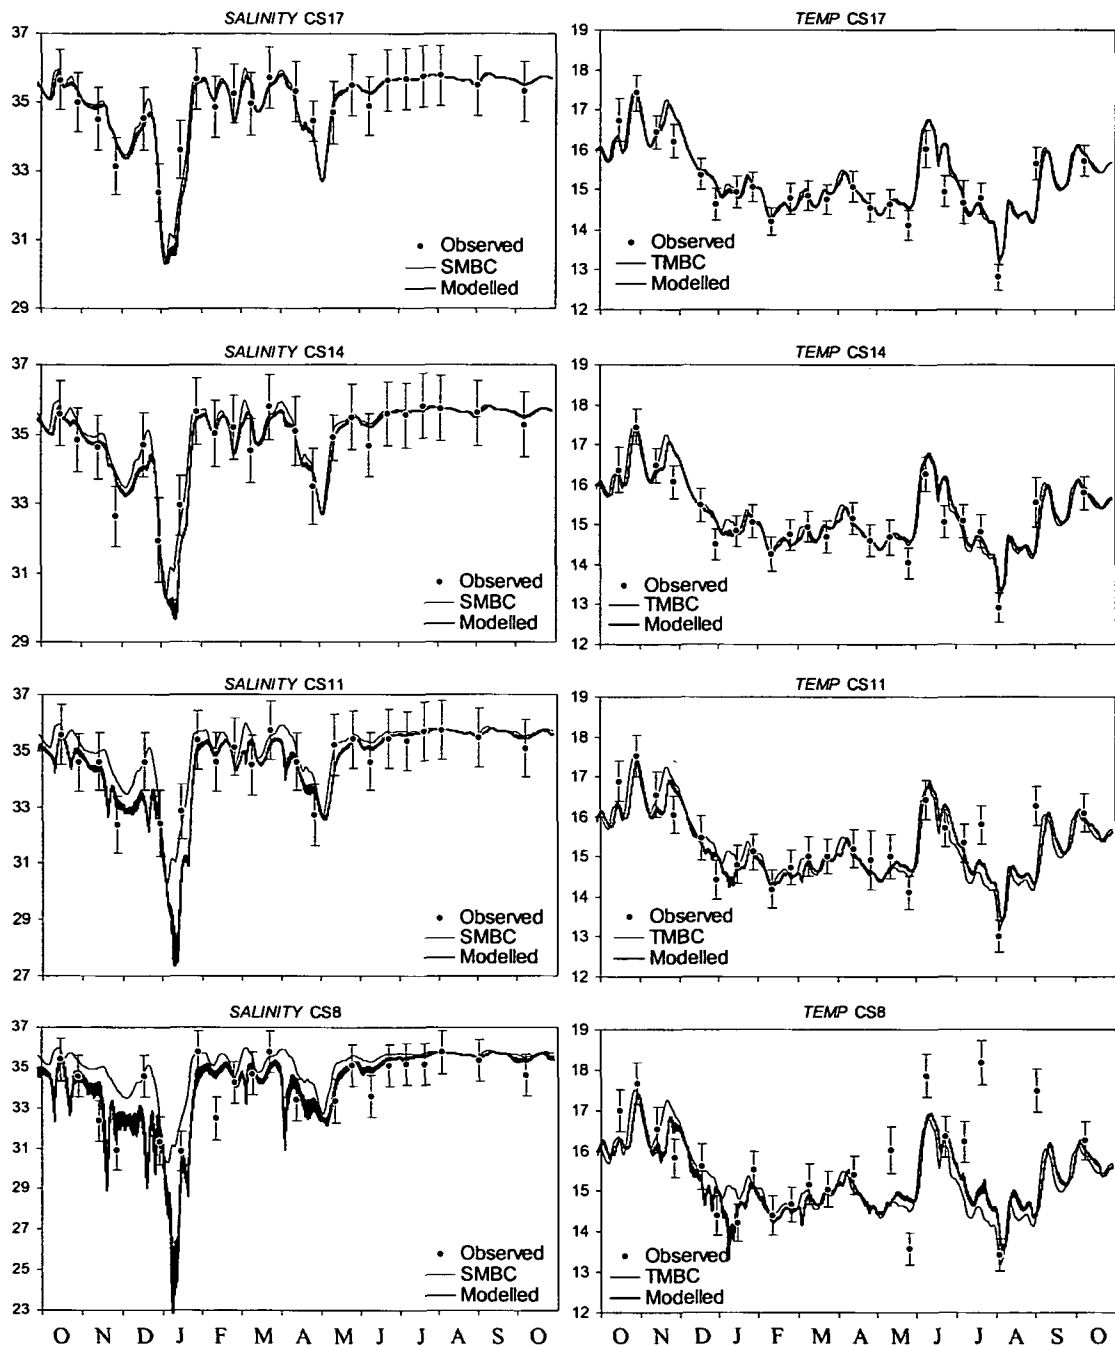 SALINITY CS17
37
35
33
31
29
Observed
SMBC
Modelled
TEMP CS17
19
18
17
16
15
14
13
12
Observed
TMBC
Modelled
SALINITY CS14
37
35
33
31
29
Observed
SMBC
Modelled
TEMP CS14
19
18
17
16
15
14
13
12
Observed
TMBC
Modelled
SALINITY CS11
37
35
33
31
29
27
Observed
SMBC
Modelled
TEMP CS11
19
18
17
16
15
14
13
12
Observed
TMBC
Modelled
SALINITY CS8
37
35
33
31
29
27
25
23
Observed
SMBC
Modelled
O N D J F M A M J J A S O
TEMP CS8
19
18
17
16
15
14
13
12
Observed
TMBC
Modelled
O N D J F M A M J J A S O